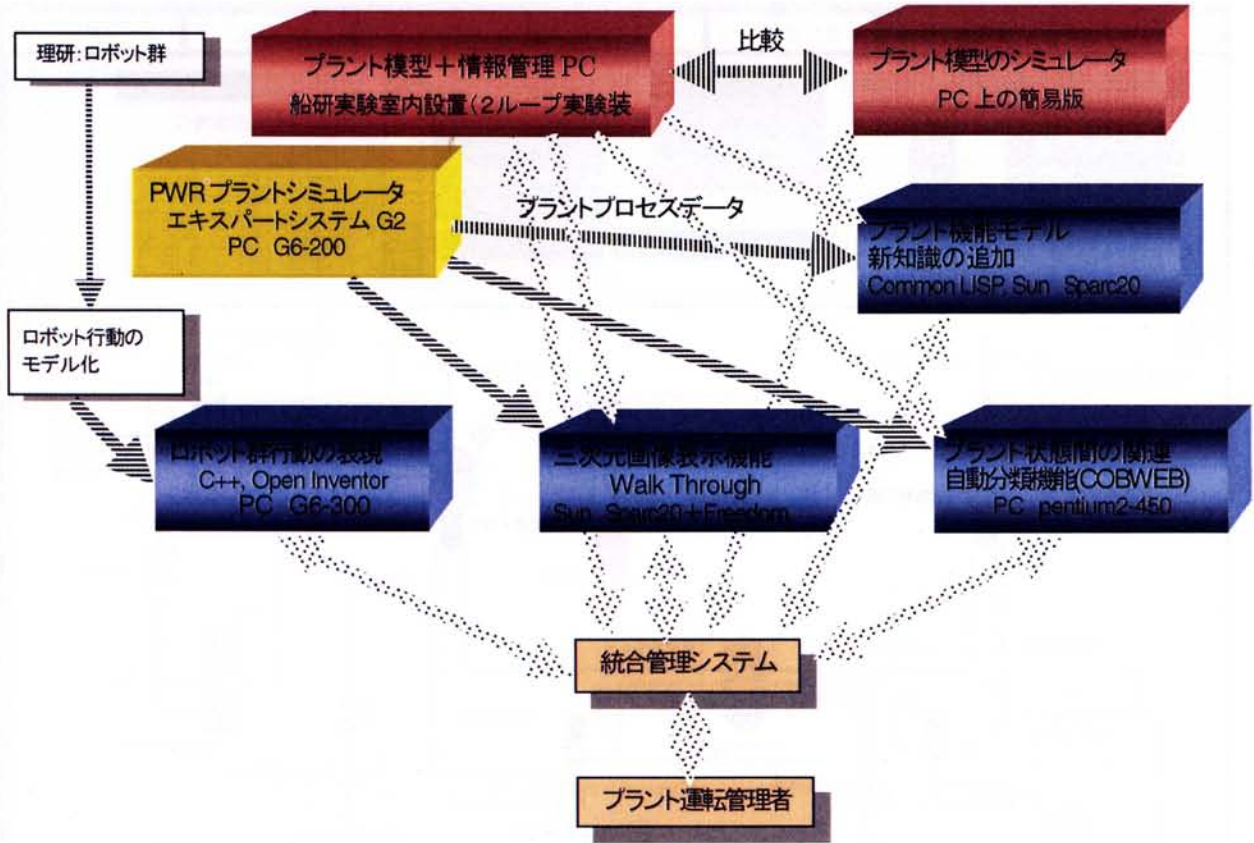 理研:ロボット群
プラント模型+情報管理 PC
船研実験室内設置(2ループ実験装
比較
プラント模型のシミュレータ
PC 上の簡易版
PWR プラントシミュレータ
エキスパートシステム G2
PC G6-200
プラントプロセスデータ
プラント機能モデル
新知識の追加
Common LISP, Sun Sparc20
ロボット行動の
モデル化
ロボット群行動の表現
C++, Open Inventor
PC G6-300
三次元画像表示機能
Walk Through
Sun Sparc20+Freedom
プラント状態間の関連
自動分類機能(COBWEB)
PC pentium2-450
統合管理システム
プラント運転管理者